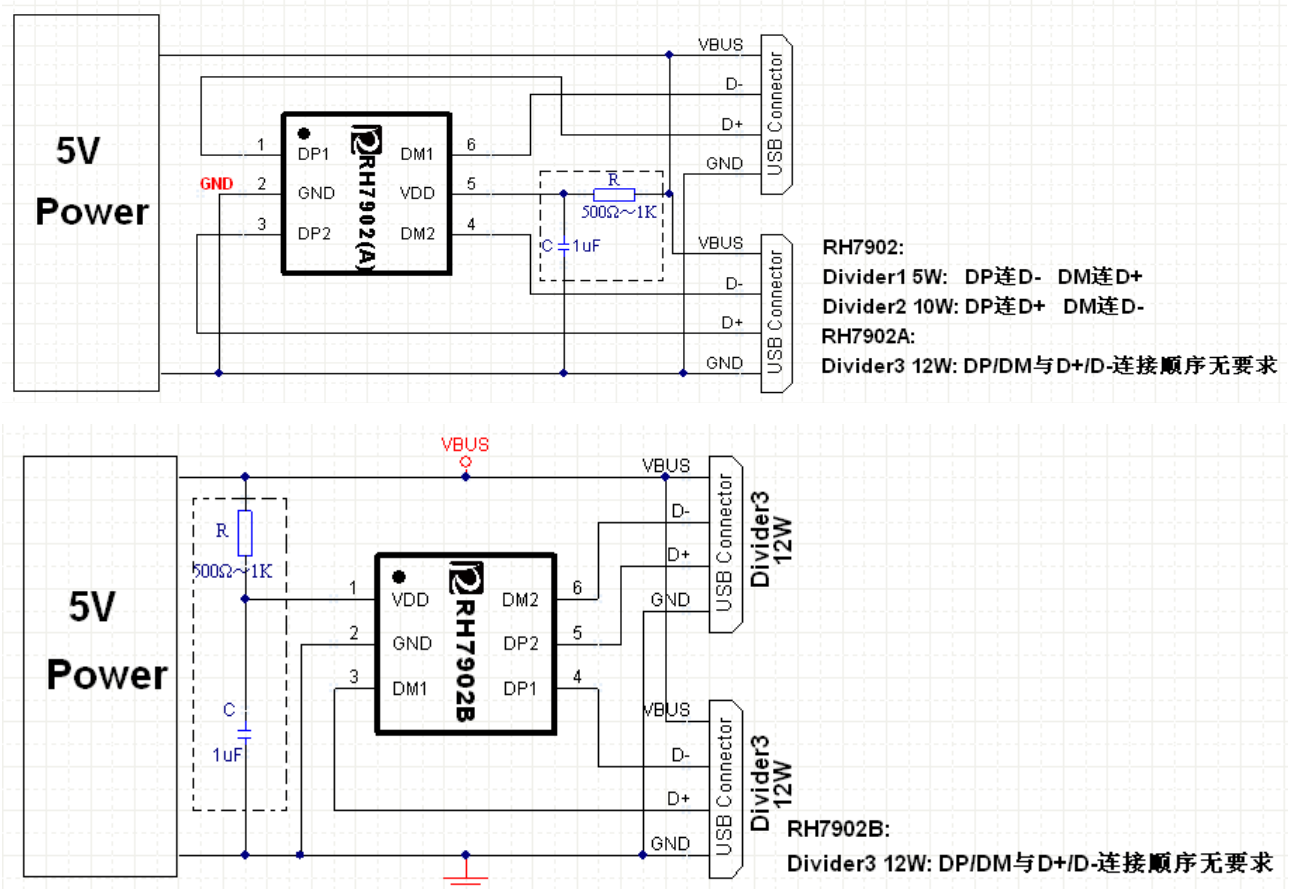 5V
Power
VBUS
D-
D+
GND
USB Connector
1
DP1
RH7902(A)
DM1
6
GND
2
GND
VDD
5
3
DP2
DM2
4
R
500Ω~1K
C
1uF
VBUS
D-
D+
GND
USB Connector
RH7902:
Divider1 5W: DP连D- DM连D+
Divider2 10W: DP连D+ DM连D-
RH7902A:
Divider3 12W: DP/DM与D+/D-连接顺序无要求
5V
Power
VBUS
R
500Ω~1K
C
1uF
1
VDD
RH7902B
DM2
6
2
GND
DP2
5
3
DM1
DP1
4
VBUS
D-
D+
GND
USB Connector
Divider3
12W
VBUS
D-
D+
GND
USB Connector
Divider3
12W
RH7902B:
Divider3 12W: DP/DM与D+/D-连接顺序无要求